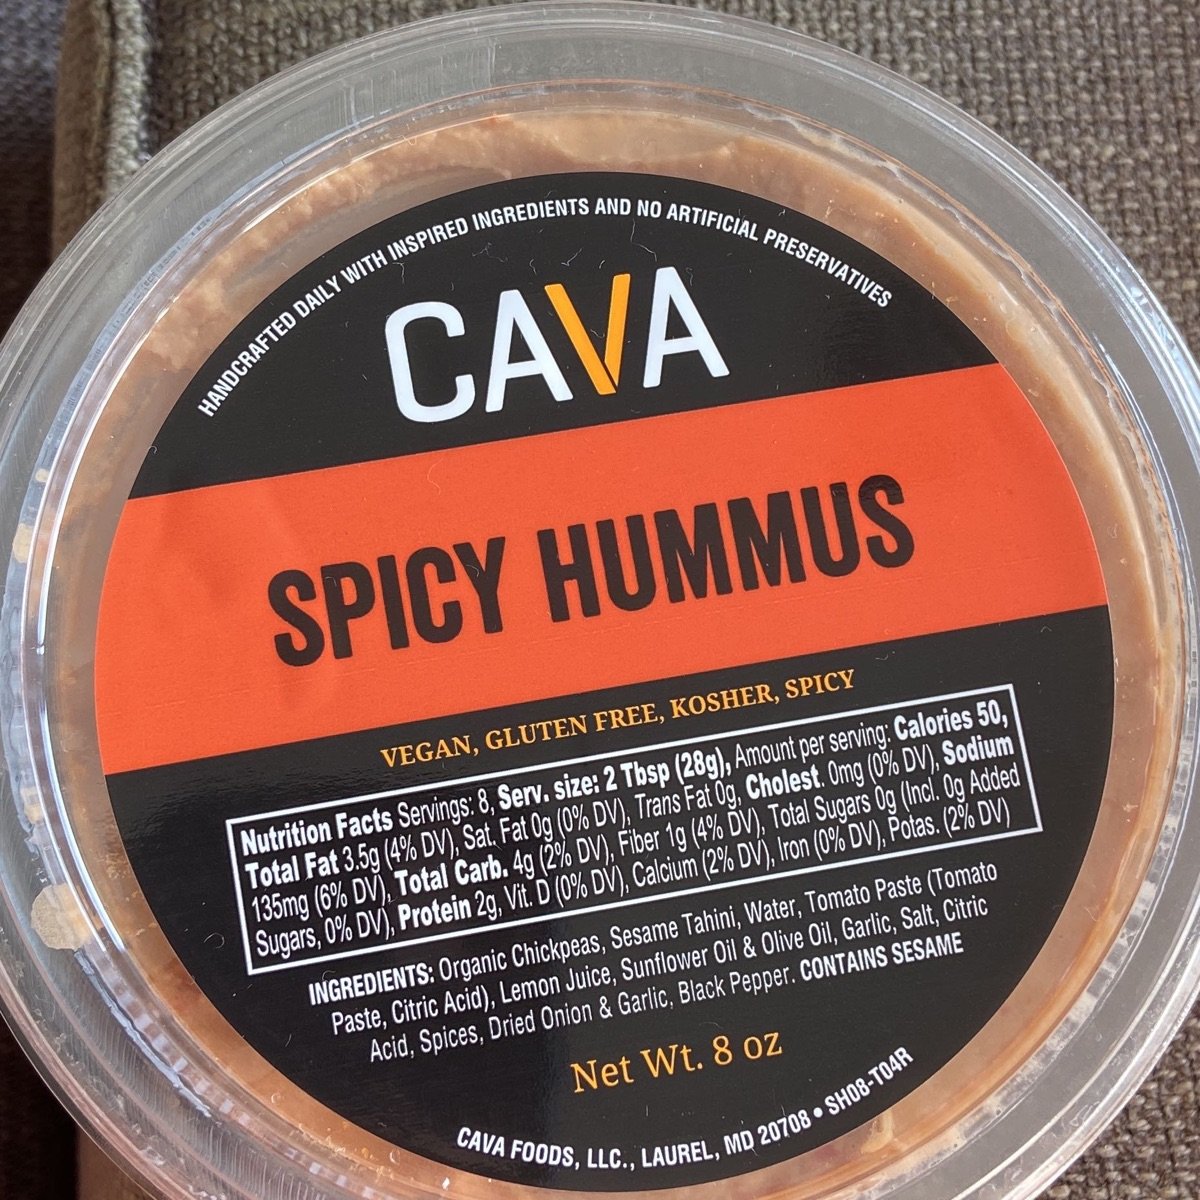 HANDCRAFTED DAILY WITH INSPIRED INGREDIENTS AND NO ARTIFICIAL PRESERVATIVES
CAVA
SPICY HUMMUS
VEGAN, GLUTEN FREE, KOSHER, SPICY
Nutrition Facts Servings: 8, Serv. size: 2 Tbsp (28g), Amount per serving: Calories 50,
Total Fat 3.5g (4% DV), Sat. Fat 0g (0% DV), Trans Fat 0g, Cholest. 0mg (0% DV), Sodium
135mg (6% DV), Total Carb. 4g (2% DV), Fiber 1g (4% DV), Total Sugars 0g (Incl. 0g Added
Sugars, 0% DV), Protein 2g, Vit. D (0% DV), Calcium (2% DV), Iron (0% DV), Potas. (2% DV)
INGREDIENTS: Organic Chickpeas, Sesame Tahini, Water, Tomato Paste (Tomato
Paste, Citric Acid), Lemon Juice, Sunflower Oil & Olive Oil, Garlic, Salt, Citric
Acid, Spices, Dried Onion & Garlic, Black Pepper. CONTAINS SESAME
Net Wt. 8 oz
CAVA FOODS, LLC., LAUREL, MD 20708 • SH08-T04R